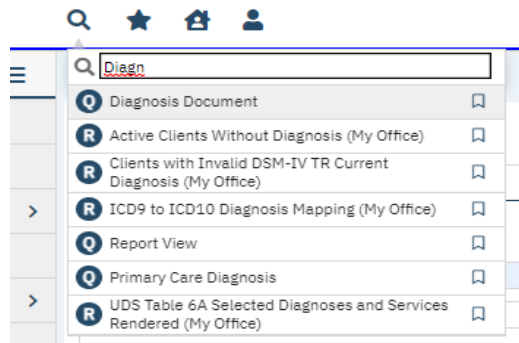 Diagn
Q Diagnosis Document
R Active Clients Without Diagnosis (My Office)
R Clients with Invalid DSM-IV TR Current
Diagnosis (My Office)
R ICD9 to ICD10 Diagnosis Mapping (My Office)
Q Report View
Q Primary Care Diagnosis
R UDS Table 6A Selected Diagnoses and Services
Rendered (My Office)